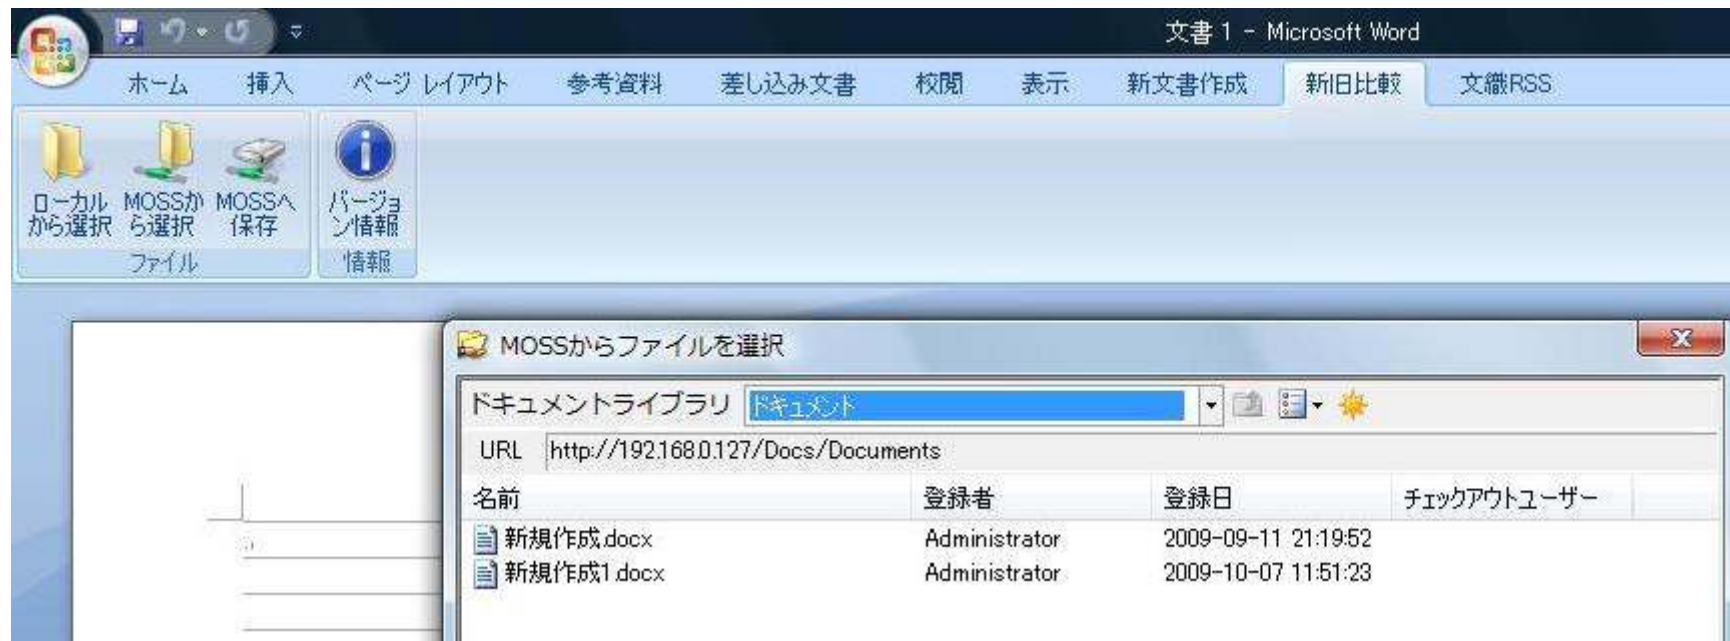 文書 1 - Microsoft Word
ホーム 挿入 ページ レイアウト 参考資料 差し込み文書 校閲 表示 新文書作成 新旧比較 文織RSS
ローカル から選択
MOSSか ら選択
MOSSへ 保存
バージョ ン情報
ファイル 情報
MOSSからファイルを選択
ドキュメントライブラリ ドキュメント
URL http://192.168.0.127/Docs/Documents
名前 登録者 登録日 チェックアウトユーザー
新規作成.docx Administrator 2009-09-11 21:19:52
新規作成1.docx Administrator 2009-10-07 11:51:23